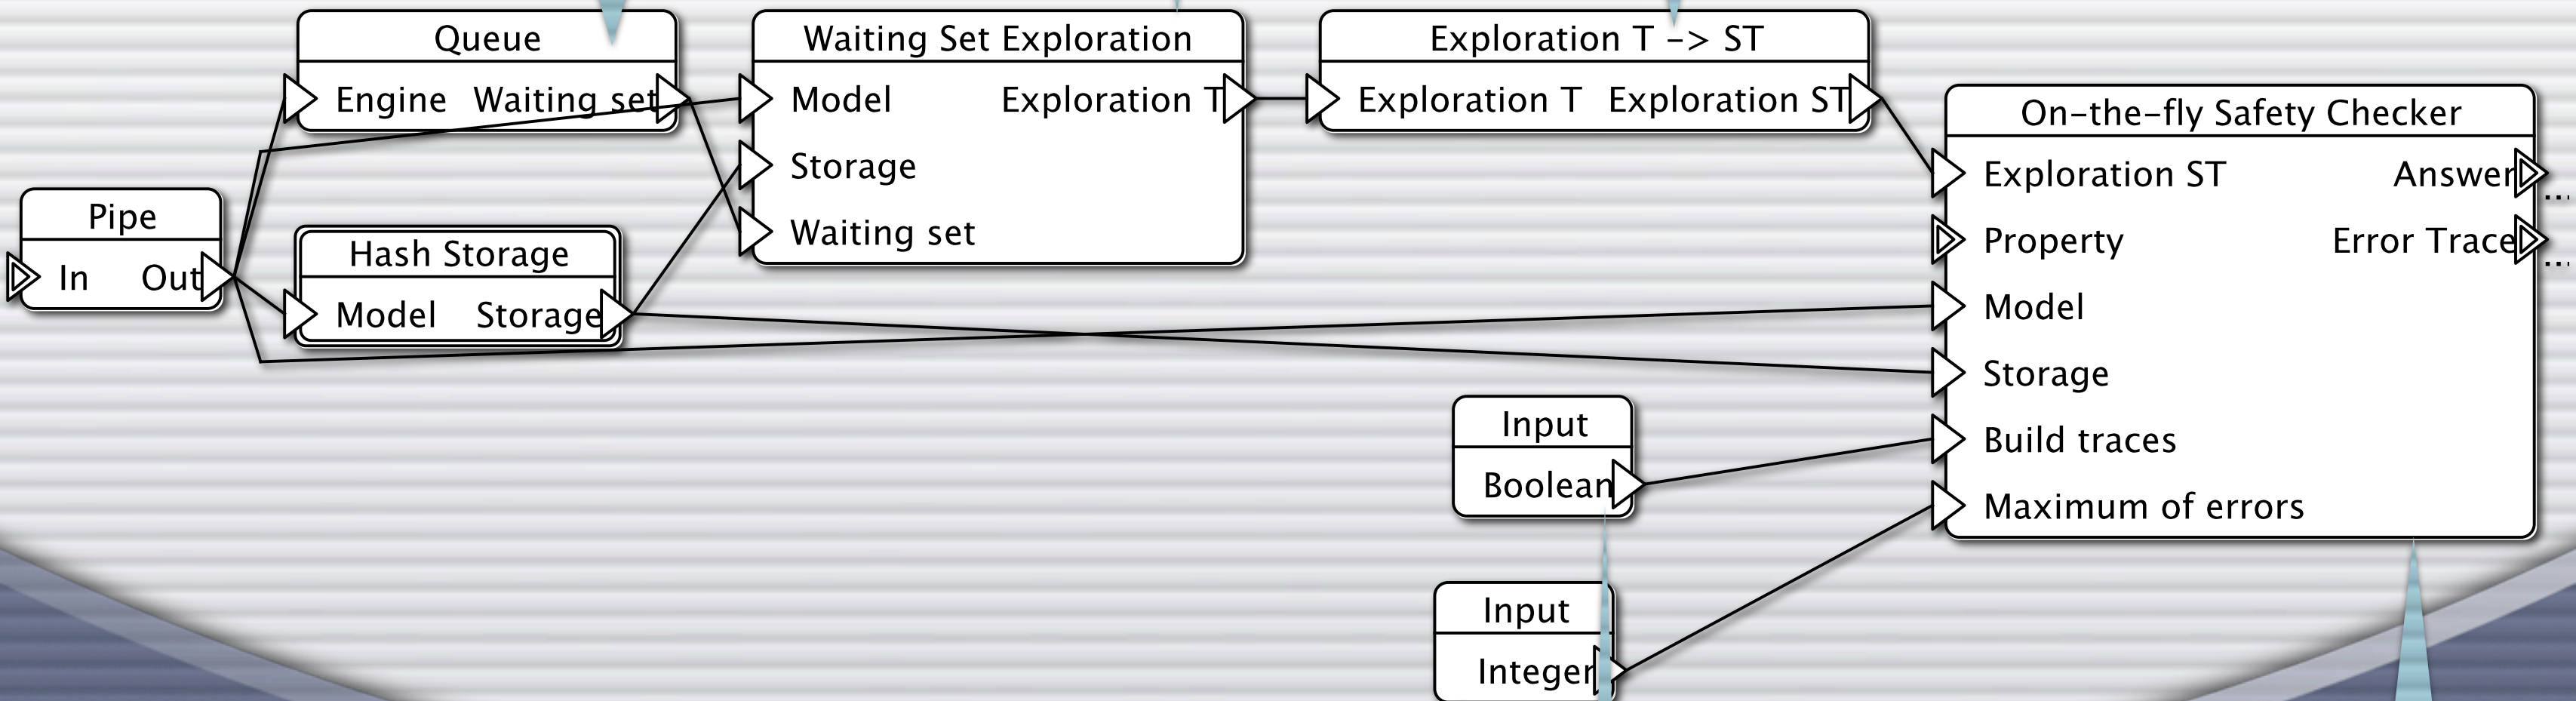 Queue
Engine Waiting set
Waiting Set Exploration
Model Exploration T
Storage
Waiting set
Exploration T -> ST
Exploration T Exploration ST
On-the-fly Safety Checker
Exploration ST Answer
...
Property Error Trace
...
Model
Storage
Build traces
Maximum of errors
Pipe
In Out
Hash Storage
Model Storage
Input
Boolean
Input
Integer